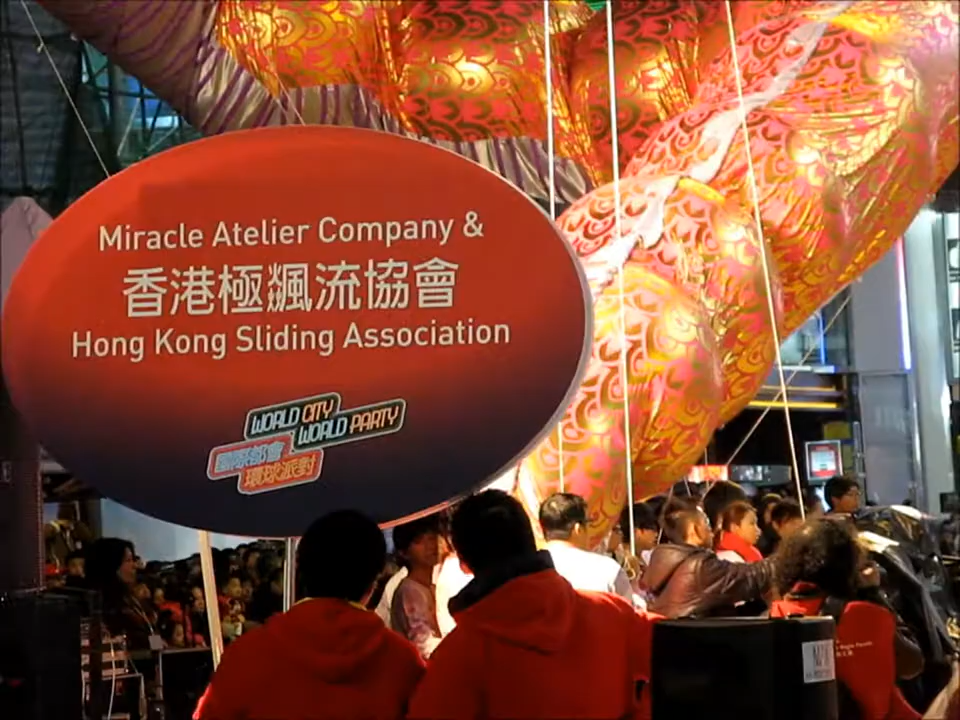 Miracle Atelier Company &
香港極飄流協會
Hong Kong Sliding Association
WORLD CITY
WORLD PARTY
國際都會
環球派對